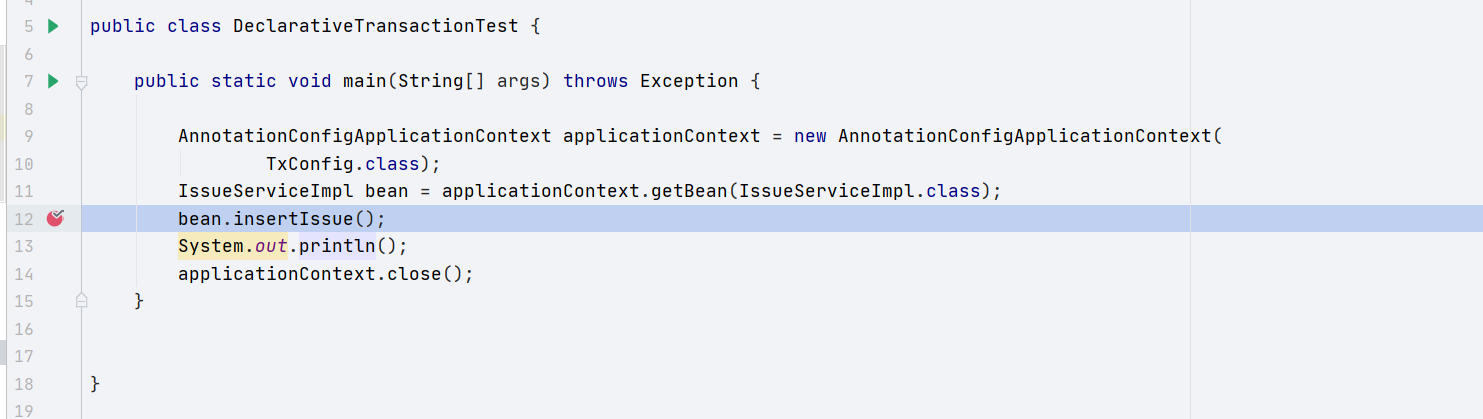 4
5 public class DeclarativeTransactionTest {
6
7 public static void main(String[] args) throws Exception {
8
9 AnnotationConfigApplicationContext applicationContext = new AnnotationConfigApplicationContext(
10 TxConfig.class);
11 IssueServiceImpl bean = applicationContext.getBean(IssueServiceImpl.class);
12 bean.insertIssue();
13 System.out.println();
14 applicationContext.close();
15 }
16
17
18 }
19